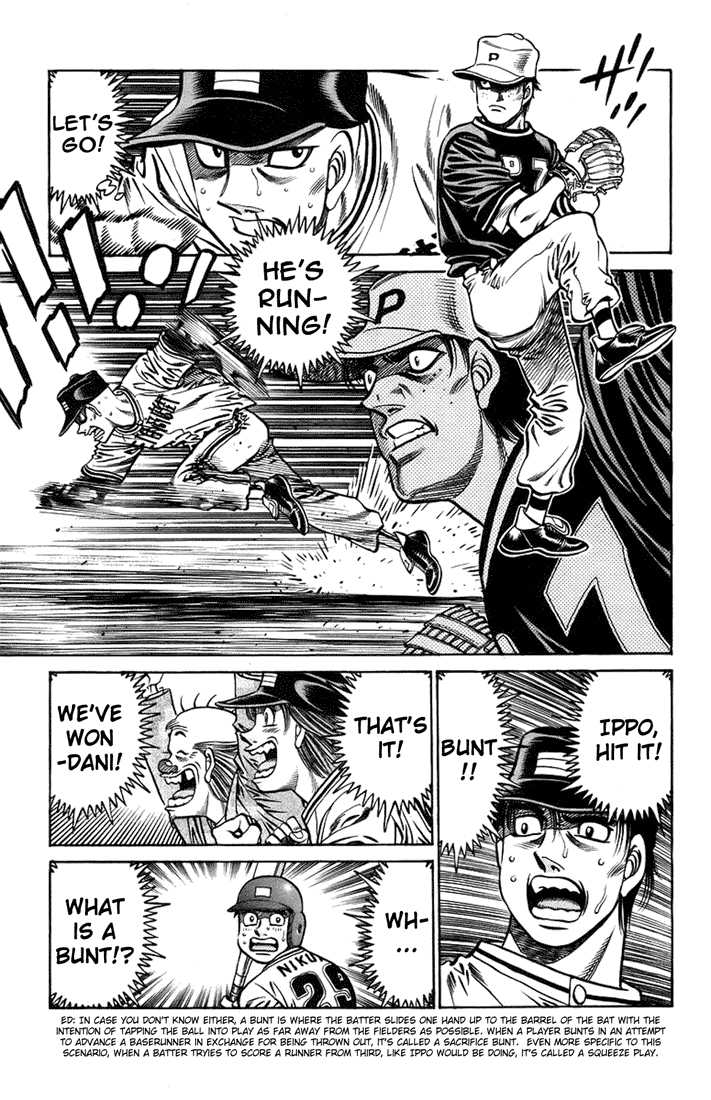 LET'S
GO!
P
P
HE'S
RUN-
NING!
P
IPPO,
HIT IT!
BUNT
!!
THAT'S
IT!
WE'VE
WON
-DANI!
WH-
...
WHAT
IS A
BUNT!?
29
ED: IN CASE YOU DON'T KNOW EITHER, A BUNT IS WHERE THE BATTER SLIDES ONE HAND UP TO THE BARREL OF THE BAT WITH THE
INTENTION OF TAPPING THE BALL INTO PLAY AS FAR AWAY FROM THE FIELDERS AS POSSIBLE. WHEN A PLAYER BUNTS IN AN ATTEMPT
TO ADVANCE A BASERUNNER IN EXCHANGE FOR BEING THROWN OUT, IT'S CALLED A SACRIFICE BUNT. EVEN MORE SPECIFIC TO THIS
SCENARIO, WHEN A BATTER TRYIES TO SCORE A RUNNER FROM THIRD, LIKE IPPO WOULD BE DOING, IT'S CALLED A SQUEEZE PLAY.